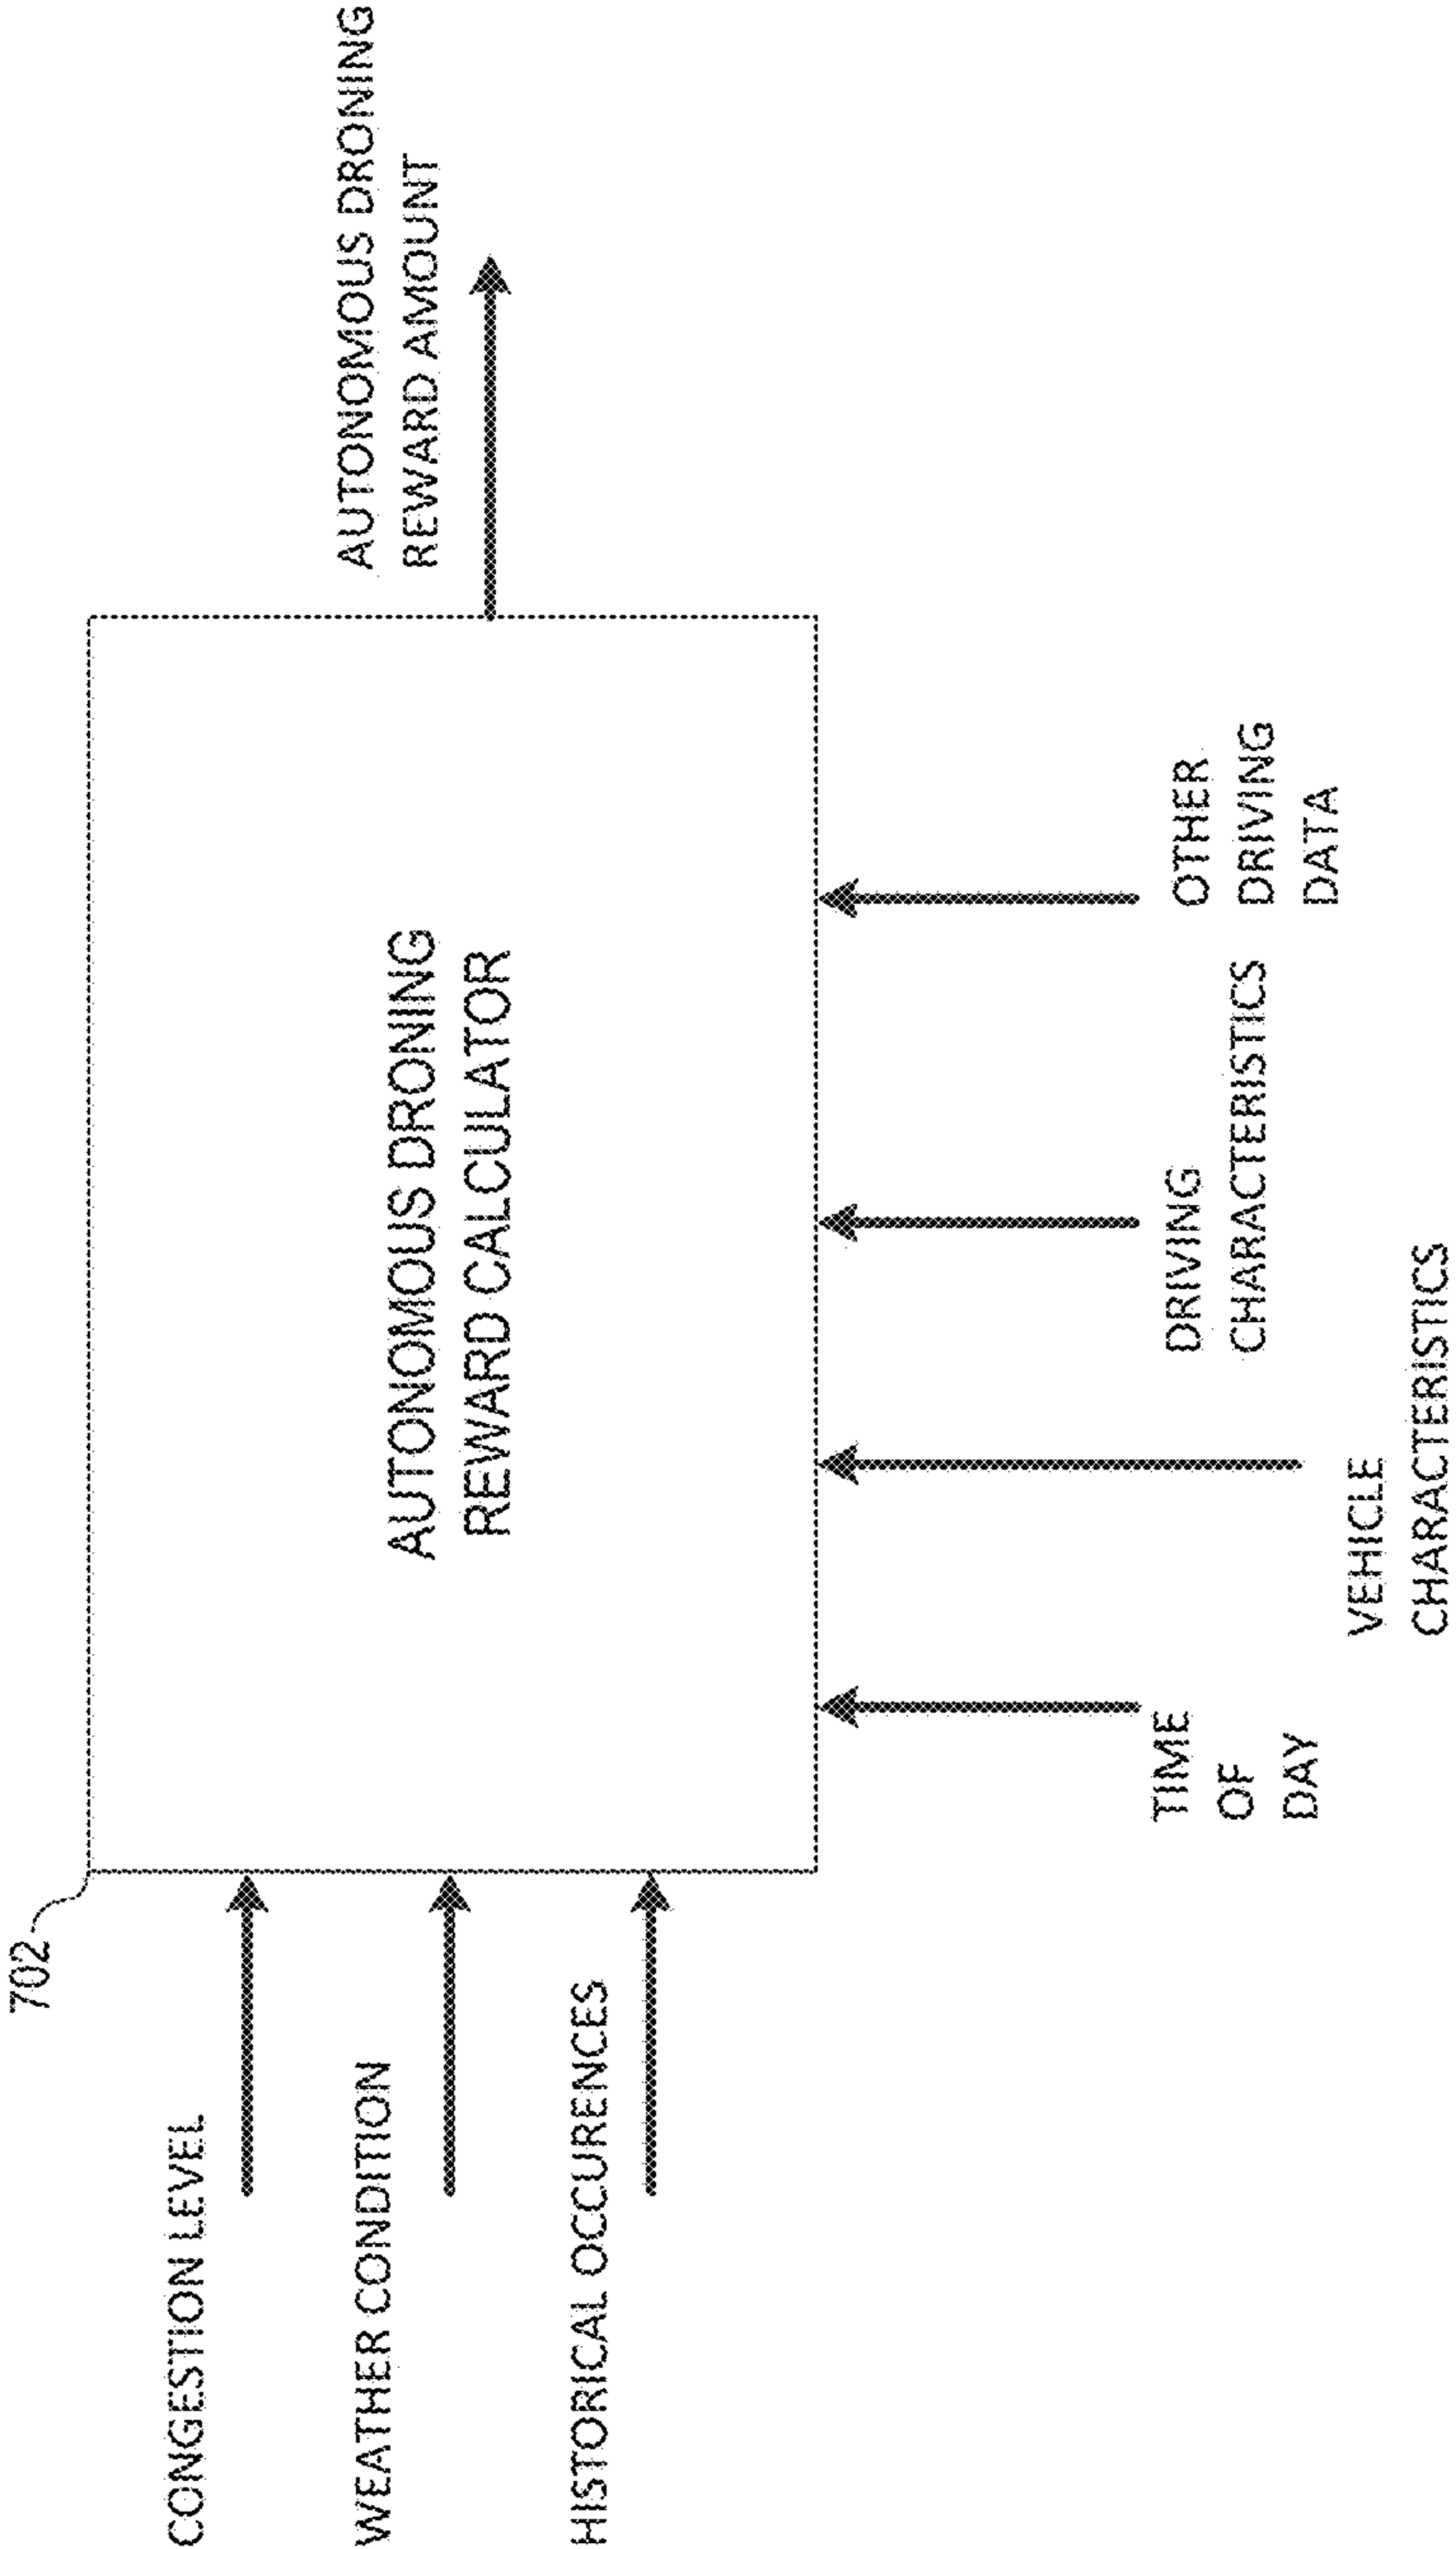 702
CONGESTION LEVEL
WEATHER CONDITION
HISTORICAL OCCURENCES
AUTONOMOUS DRONING
REWARD CALCULATOR
AUTONOMOUS DRONING
REWARD AMOUNT
TIME
OF
DAY
VEHICLE
CHARACTERISTICS
DRIVING
CHARACTERISTICS
OTHER
DRIVING
DATA